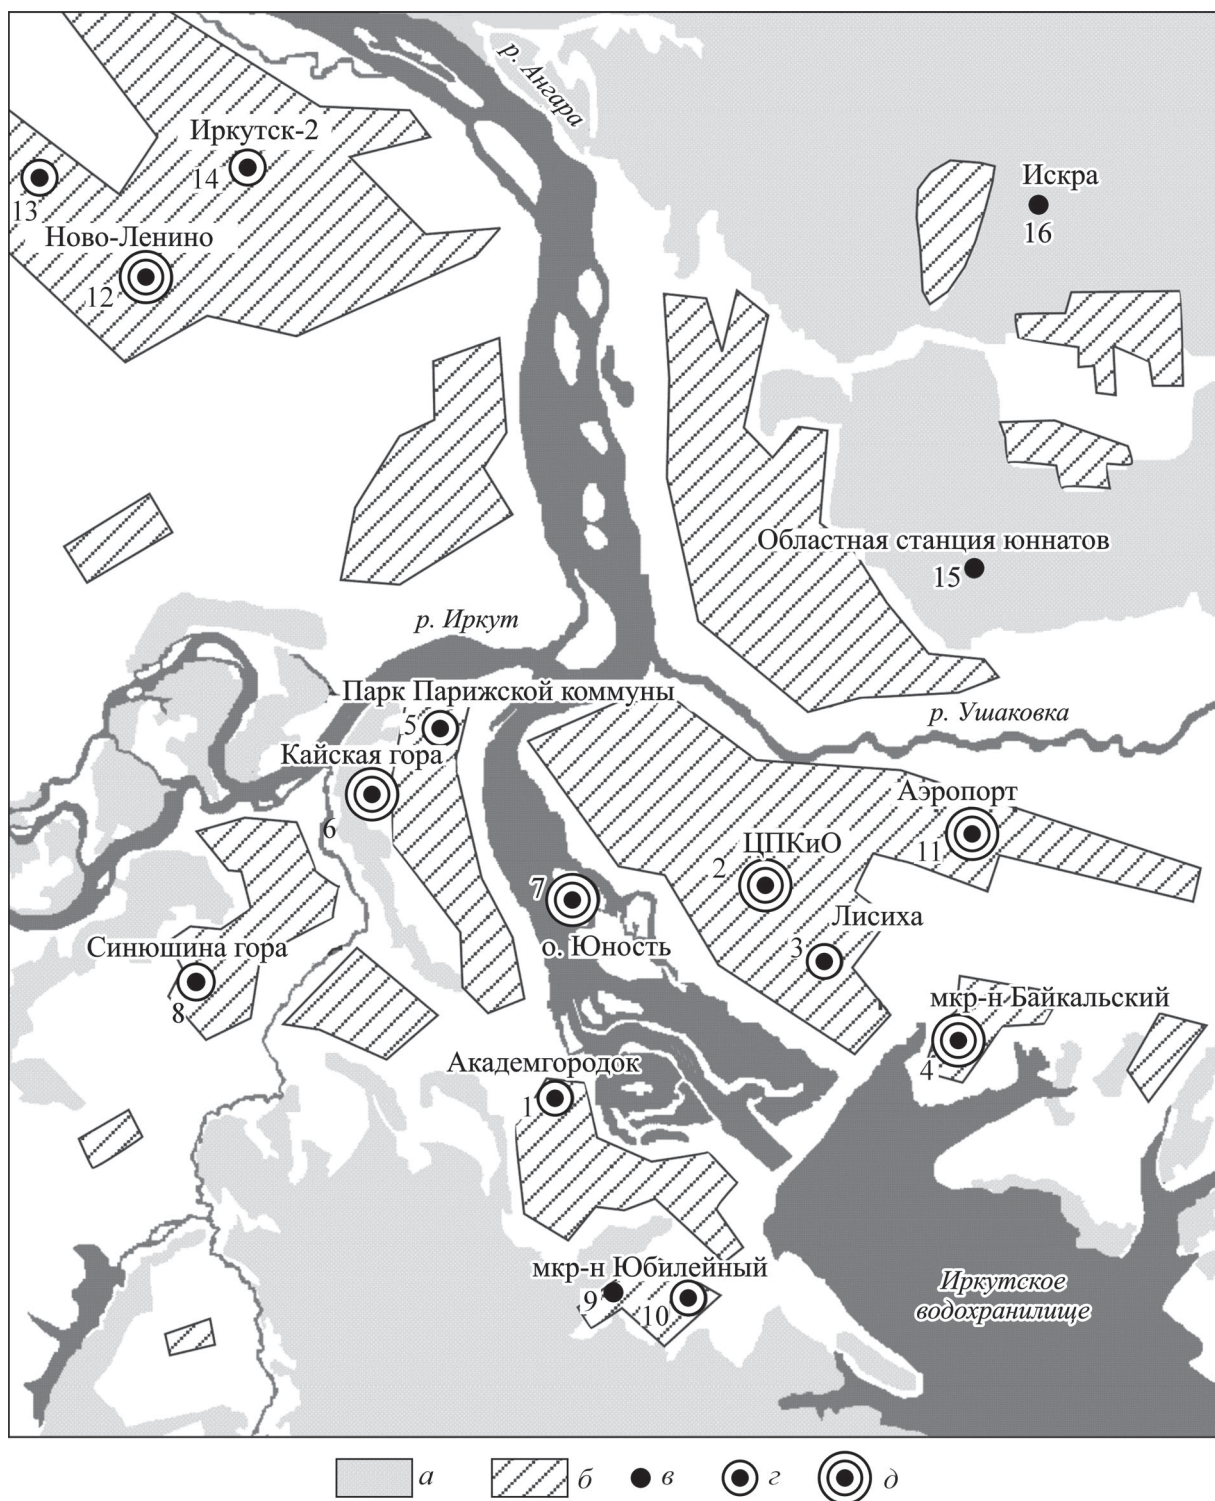 р. Ангара
Иркутск-2
14
13
Искра
16
Ново-Ленино
12
Областная станция юннатов
15
р. Иркут
Парк Парижской коммуны
5
р. Ушаковка
Кайская гора
6
Аэропорт
11
ЦПКиО
2
7
Лисиха
3
о. Юность
Синюшина гора
8
мкр-н Байкальский
4
Академгородок
1
мкр-н Юбилейный
9
10
Иркутское
водохранилище
а б в г д